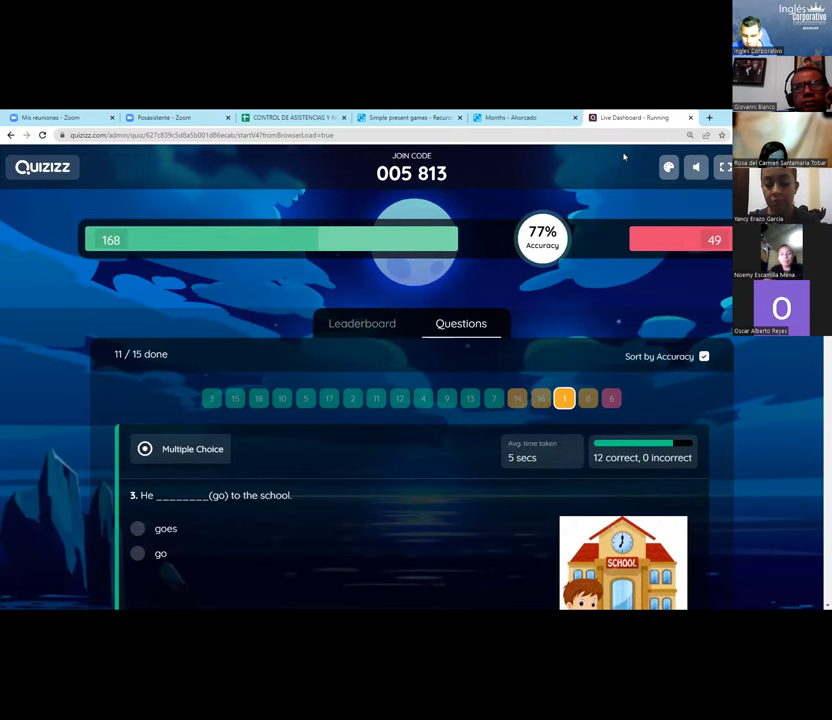 Inglés
Corporativo
Ingles Corporativo
Giovanni Blanco
Rosa del Carmen Santamaria Tobar
Yancy Erazo Garcia
Noemy Escamilla Mena
O
Oscar Alberto Reyes
Mis reuniones - Zoom
Posasistente - Zoom
CONTROL DE ASISTENCIAS Y N
Simple present games - Recurso
Months - Ahorcado
Live Dashboard - Running
quizizz.com/admin/quiz/627c839c5d8a5b001d86ecab/startV4?fromBrowserLoad=true
QUIZIZZ
JOIN CODE
005 813
168
77%
Accuracy
49
Leaderboard
Questions
11 / 15 done
Sort by Accuracy
3 15 18 10 5 17 2 11 12 4 9 13 7 14 16 1 8 6
Multiple Choice
Avg. time taken
5 secs
12 correct, 0 incorrect
3. He ________(go) to the school.
goes
go
SCHOOL